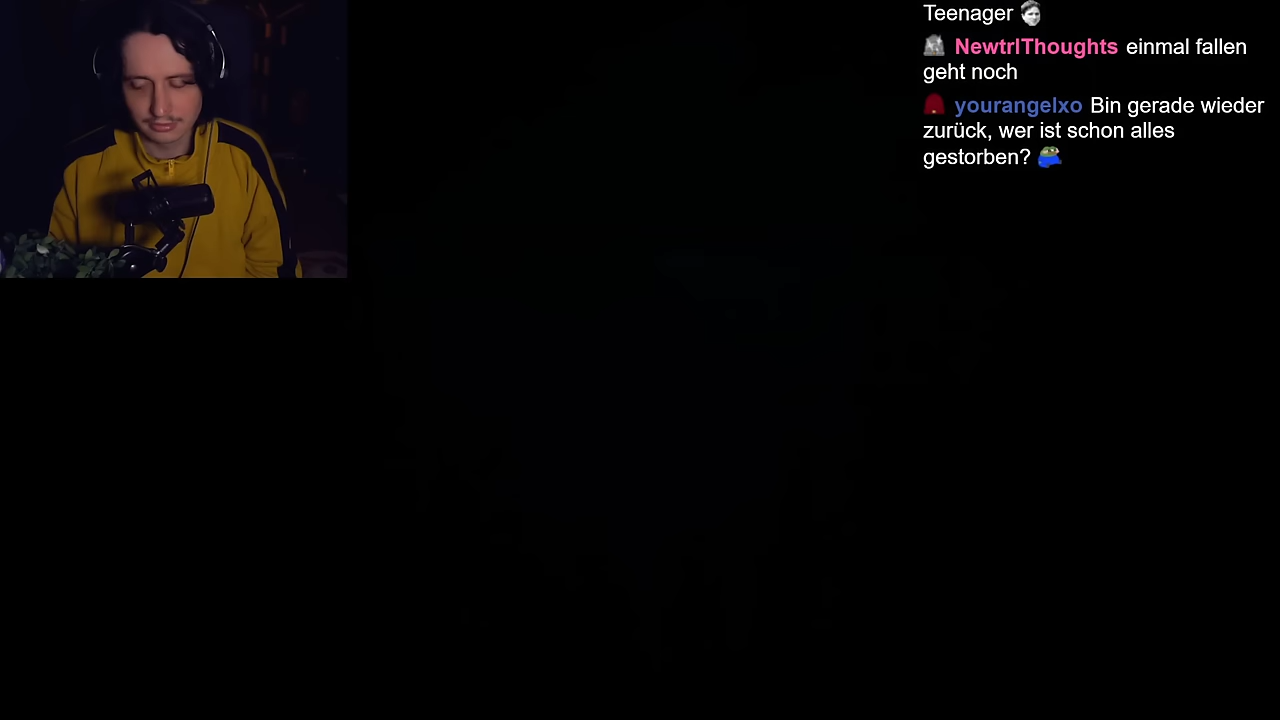 Teenager
NewtrlThoughts einmal fallen
geht noch
yourangelxo Bin gerade wieder
zurück, wer ist schon alles
gestorben?